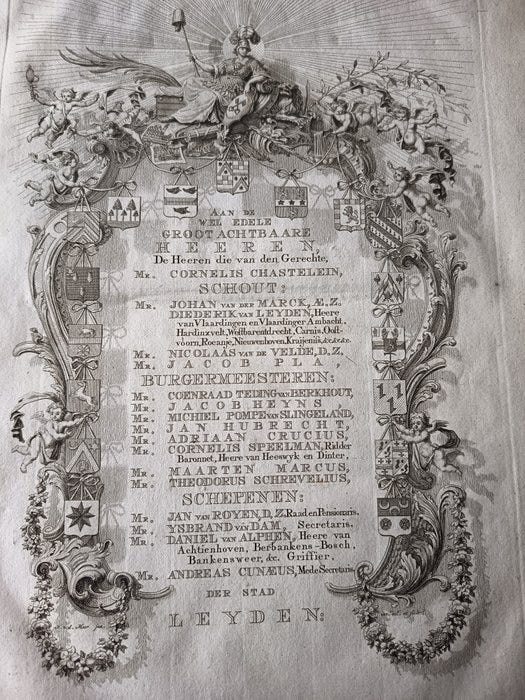 AAN DE
WEL EDELE
GROOTACHTBAARE
HEEREN,
De Heeren die van den Gerechte,
Mr. CORNELIS CHASTELEIN,
SCHOUT:
Mr. JOHAN VAN DER MARCK, Æ, Z.
DIEDERIK VAN LEYDEN, Heere
van Vlaardingen en Vlaardinger Ambacht,
Hardinxvelt, Westbarendrecht, Carnis, Oost-
voorn, Rocanje, Nieuwenhoven, Kraijemis, &c.&c.&c.
Mr. NICOLAAS VAN DE VELDE, D, Z.
Mr. JACOB PLA,
BURGERMEESTEREN:
Mr. COENRAAD TEDING VAN BERKHOUT,
Mr. JACOB HEYNS
Mr. MICHIEL POMPE VAN SLINGELAND,
Mr. JAN HUBRECHT,
Mr. ADRIAAN CRUCIUS,
Mr. CORNELIS SPEELMAN, Ridder
Baronnet, Heere van Heeswyk en Dinter,
Mr. MAARTEN MARCUS,
Mr. THEODORUS SCHREVELIUS,
SCHEPENEN:
Mr. JAN VAN ROYEN, D, Z. Raad en Pensionaris.
Mr. YSBRAND VAN DAM, Secretaris.
Mr. DANIEL VAN ALPHEN, Heere van
Achtienhoven, Berbankens-Bosch,
Bankensweer, &c. Griffier,
Mr. ANDREAS CUNÆUS, Mede Secretaris
DER STAD
LEYDEN: